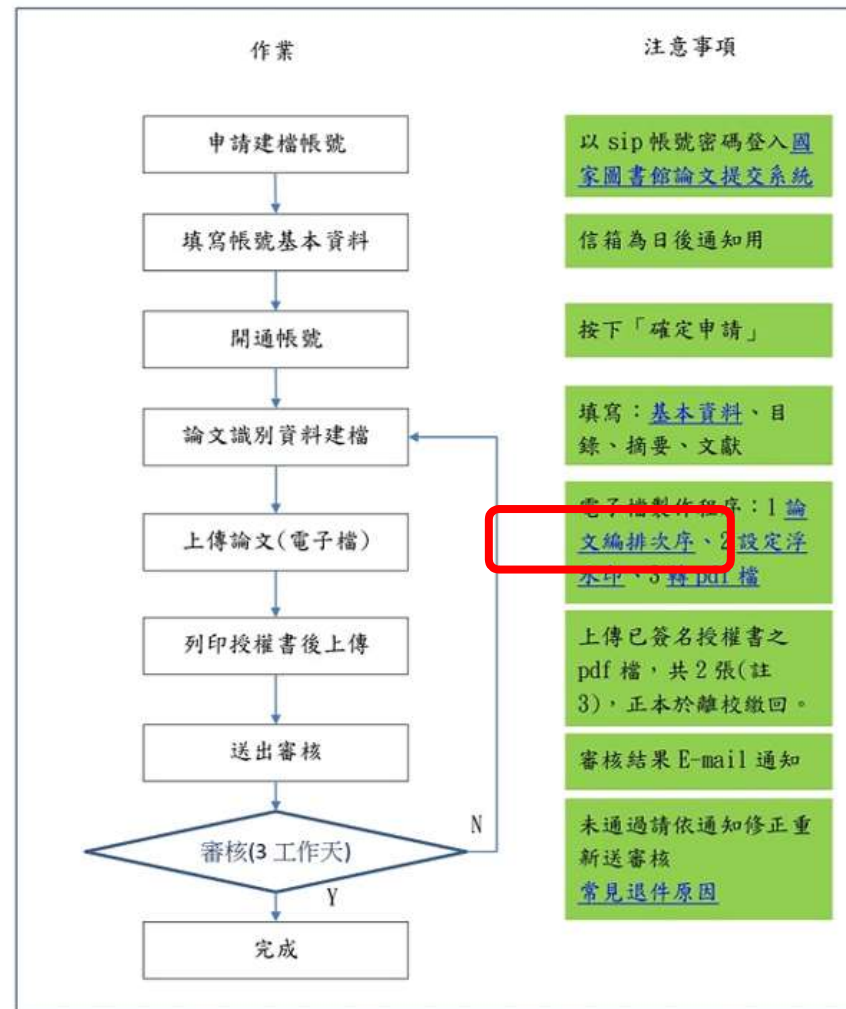 作業
注意事項
申請建檔帳號
以 sip 帳號密碼登入國
家圖書館論文提交系統
填寫帳號基本資料
信箱為日後通知用
開通帳號
按下「確定申請」
論文識別資料建檔
填寫：基本資料、目
錄、摘要、文獻
上傳論文(電子檔)
電子檔製作程序：1 論
文編排次序、2 設定浮
水印、3 轉 pdf 檔
列印授權書後上傳
上傳已簽名授權書之
pdf 檔，共 2 張(註
3)，正本於離校繳回。
送出審核
審核結果 E-mail 通知
審核(3 工作天)
N
Y
未通過請依通知修正重
新送審核
常見退件原因
完成